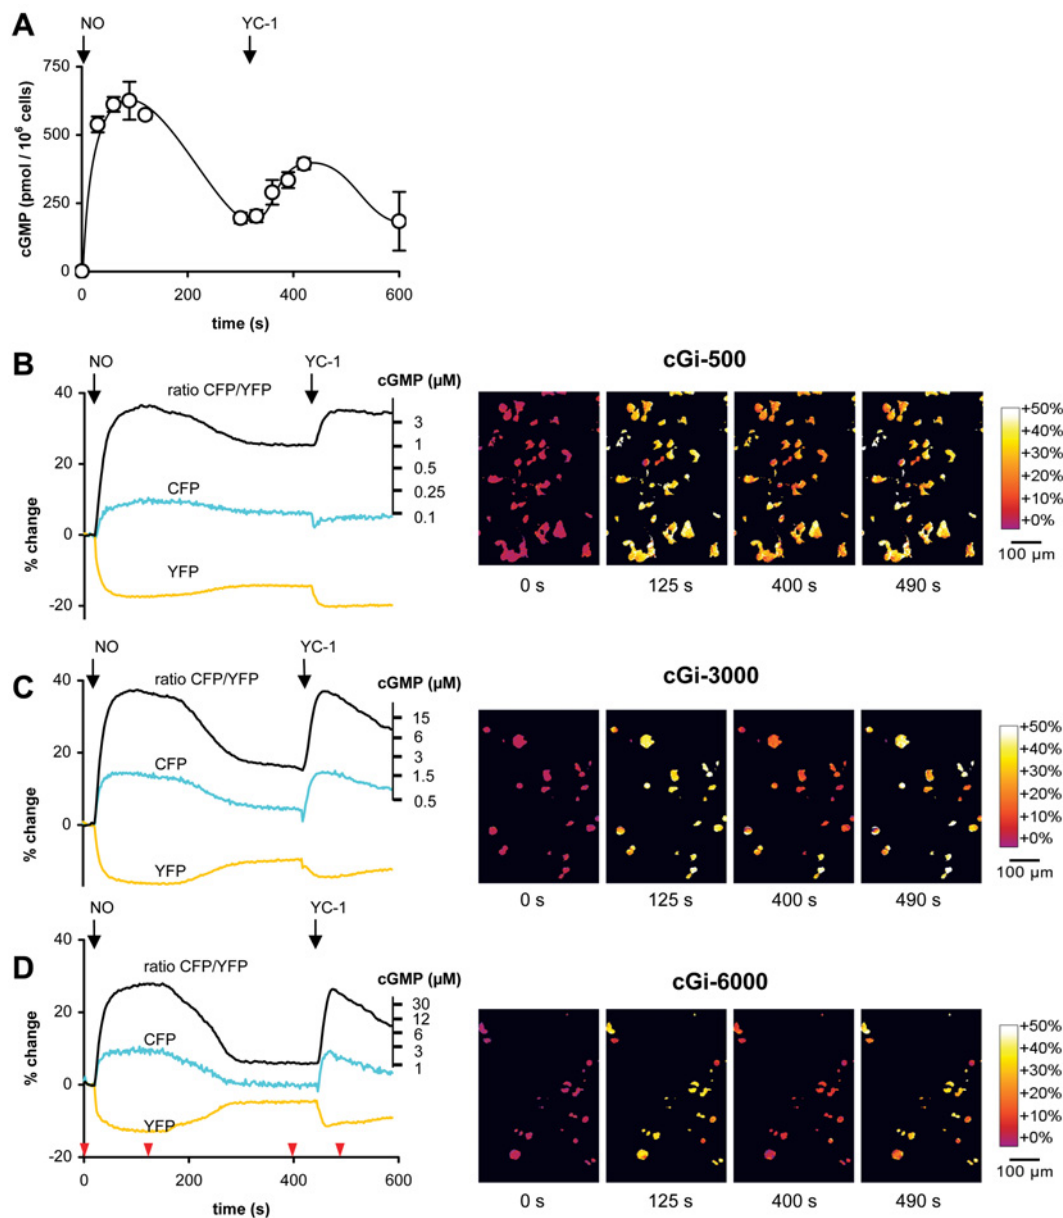 A
NO
YC-1
cGMP (pmol / 10⁶ cells)
750
500
250
0
0 200 400 600
time (s)
B
NO
YC-1
cGi-500
% change
40
20
0
-20
ratio CFP/YFP
CFP
YFP
cGMP (µM)
3
1
0.5
0.25
0.1
0 s 125 s 400 s 490 s
+50%
+40%
+30%
+20%
+10%
+0%
100 µm
C
NO
YC-1
cGi-3000
% change
40
20
0
ratio CFP/YFP
CFP
YFP
cGMP (µM)
15
6
3
1.5
0.5
0 s 125 s 400 s 490 s
+50%
+40%
+30%
+20%
+10%
+0%
100 µm
D
NO
YC-1
cGi-6000
% change
40
20
0
-20
ratio CFP/YFP
CFP
YFP
cGMP (µM)
30
12
6
3
1
0 200 400 600
time (s)
0 s 125 s 400 s 490 s
+50%
+40%
+30%
+20%
+10%
+0%
100 µm